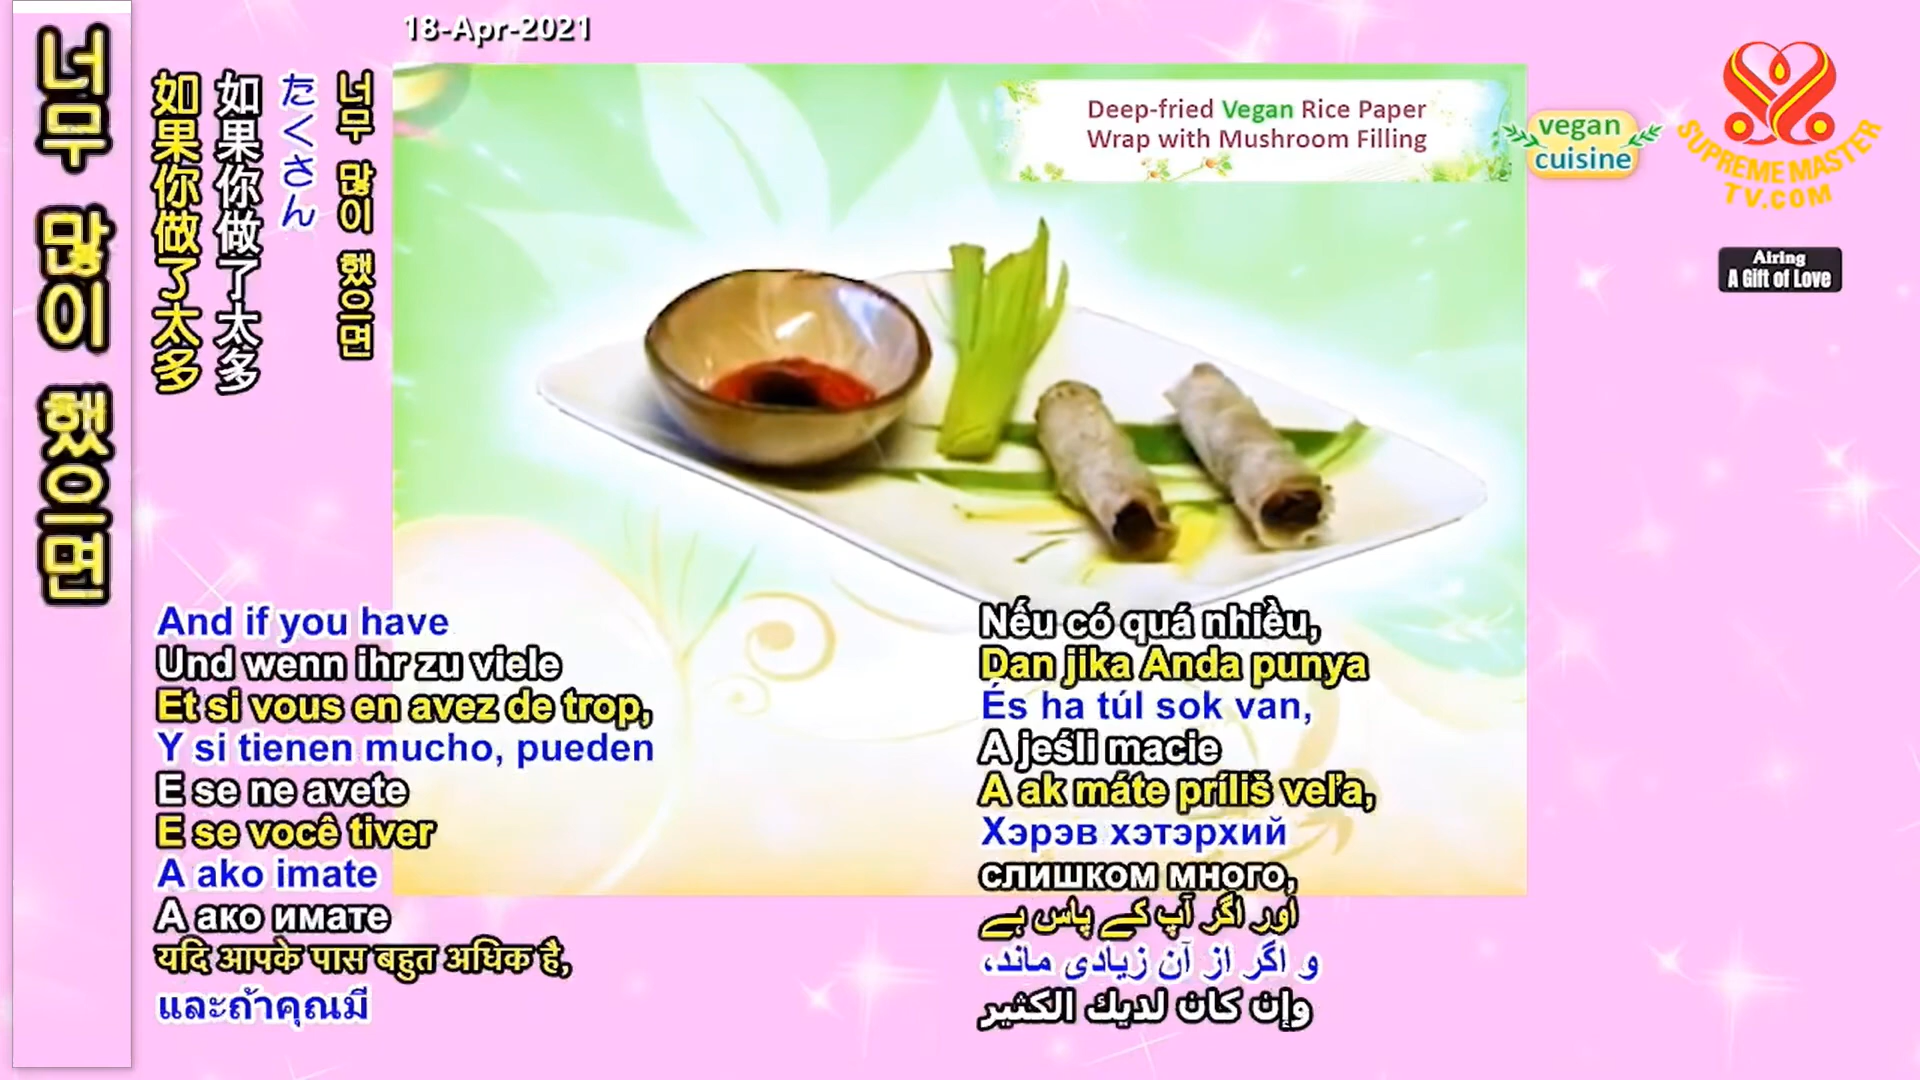 18-Apr-2021
너무 많이 했으면
如果你做了太多
如果你做了太多
たくさん
너무 많이 했으면
Deep-fried Vegan Rice Paper
Wrap with Mushroom Filling
vegan
cuisine
SUPREME MASTER
TV.COM
Airing
A Gift of Love
And if you have
Und wenn ihr zu viele
Et si vous en avez de trop,
Y si tienen mucho, pueden
E se ne avete
E se você tiver
A ako imate
А ако имате
यदि आपके पास बहुत अधिक है,
และถ้าคุณมี
Nếu có quá nhiều,
Dan jika Anda punya
És ha túl sok van,
A jeśli macie
A ak máte príliš veľa,
Хэрэв хэтэрхий
слишком много,
اور اگر آپ کے پاس ہے
و اگر از آن زیادی ماند،
وإن كان لديك الكثير